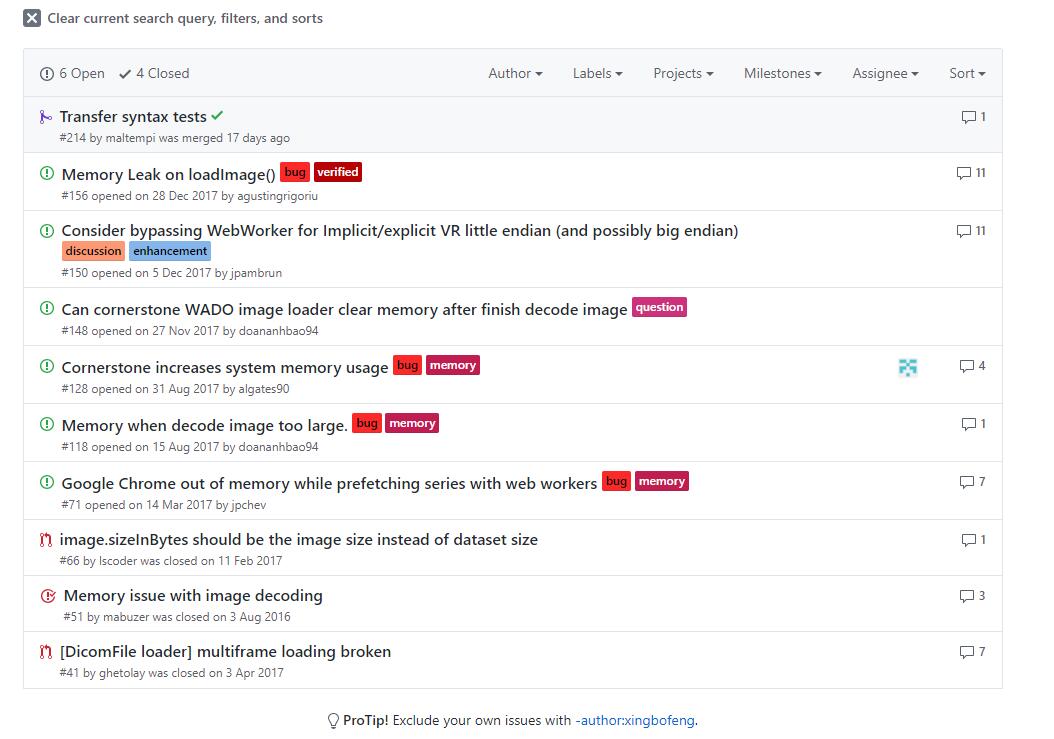 Clear current search query, filters, and sorts
6 Open 4 Closed Author Labels Projects Milestones Assignee Sort
Transfer syntax tests 1
#214 by maltempi was merged 17 days ago
Memory Leak on loadImage() bug verified 11
#156 opened on 28 Dec 2017 by agustingrigoriu
Consider bypassing WebWorker for Implicit/explicit VR little endian (and possibly big endian) 11
discussion enhancement
#150 opened on 5 Dec 2017 by jpambrun
Can cornerstone WADO image loader clear memory after finish decode image question
#148 opened on 27 Nov 2017 by doananhbao94
Cornerstone increases system memory usage bug memory 4
#128 opened on 31 Aug 2017 by algates90
Memory when decode image too large. bug memory 1
#118 opened on 15 Aug 2017 by doananhbao94
Google Chrome out of memory while prefetching series with web workers bug memory 7
#71 opened on 14 Mar 2017 by jpchev
image.sizeInBytes should be the image size instead of dataset size 1
#66 by lscoder was closed on 11 Feb 2017
Memory issue with image decoding 3
#51 by mabuzer was closed on 3 Aug 2016
[DicomFile loader] multiframe loading broken 7
#41 by ghetolay was closed on 3 Apr 2017
ProTip! Exclude your own issues with -author:xingbofeng.